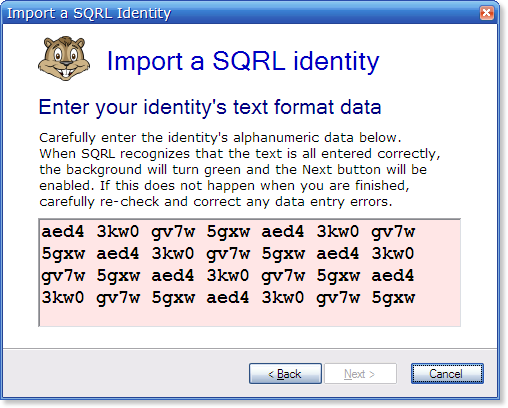 Import a SQRL Identity
Import a SQRL identity
Enter your identity's text format data
Carefully enter the identity's alphanumeric data below.
When SQRL recognizes that the text is all entered correctly,
the background will turn green and the Next button will be
enabled. If this does not happen when you are finished,
carefully re-check and correct any data entry errors.
aed4 3kw0 gv7w 5gxw aed4 3kw0 gv7w
5gxw aed4 3kw0 gv7w 5gxw aed4 3kw0
gv7w 5gxw aed4 3kw0 gv7w 5gxw aed4
3kw0 gv7w 5gxw aed4 3kw0 gv7w 5gxw
< Back Next > Cancel